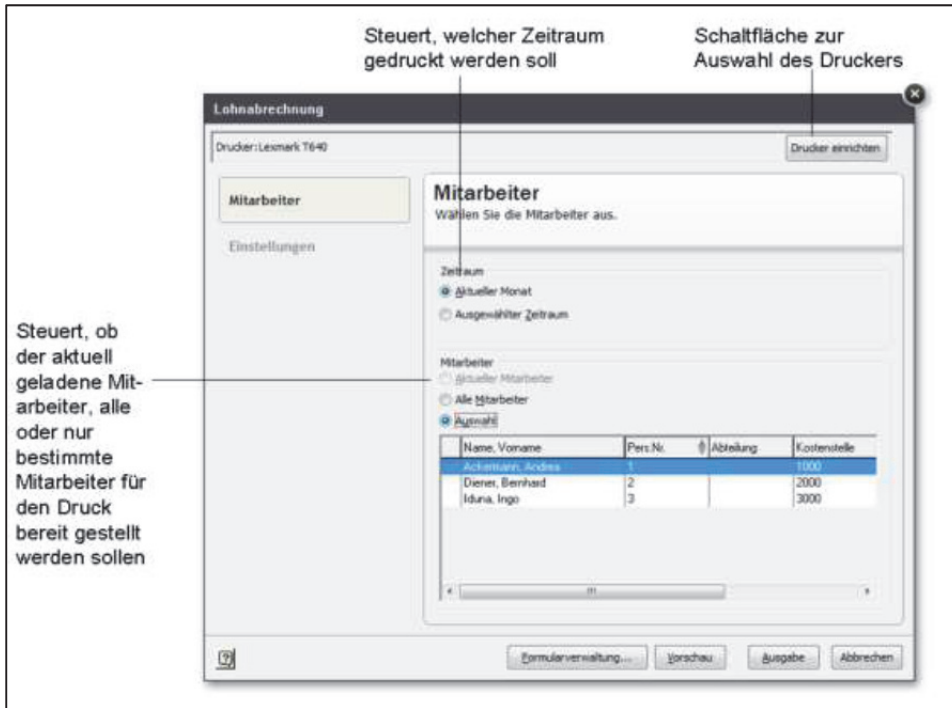 Steuert, welcher Zeitraum
gedruckt werden soll
Schaltfläche zur
Auswahl des Druckers
Lohnabrechnung
Drucker: Lexmark T640
Drucker einrichten
Mitarbeiter
Einstellungen
Mitarbeiter
Wählen Sie die Mitarbeiter aus.
Zeitraum
Aktueller Monat
Ausgewählter Zeitraum
Steuert, ob
der aktuell
geladene Mit-
arbeiter, alle
oder nur
bestimmte
Mitarbeiter für
den Druck
bereit gestellt
werden sollen
Mitarbeiter
Aktueller Mitarbeiter
Alle Mitarbeiter
Auswahl
Name, Vorname Pers.Nr. Abteilung Kostenstelle
Ackermann, Andrea 1 1000
Diener, Bernhard 2 2000
Iduna, Ingo 3 3000
Formularverwaltung... Vorschau Ausgabe Abbrechen